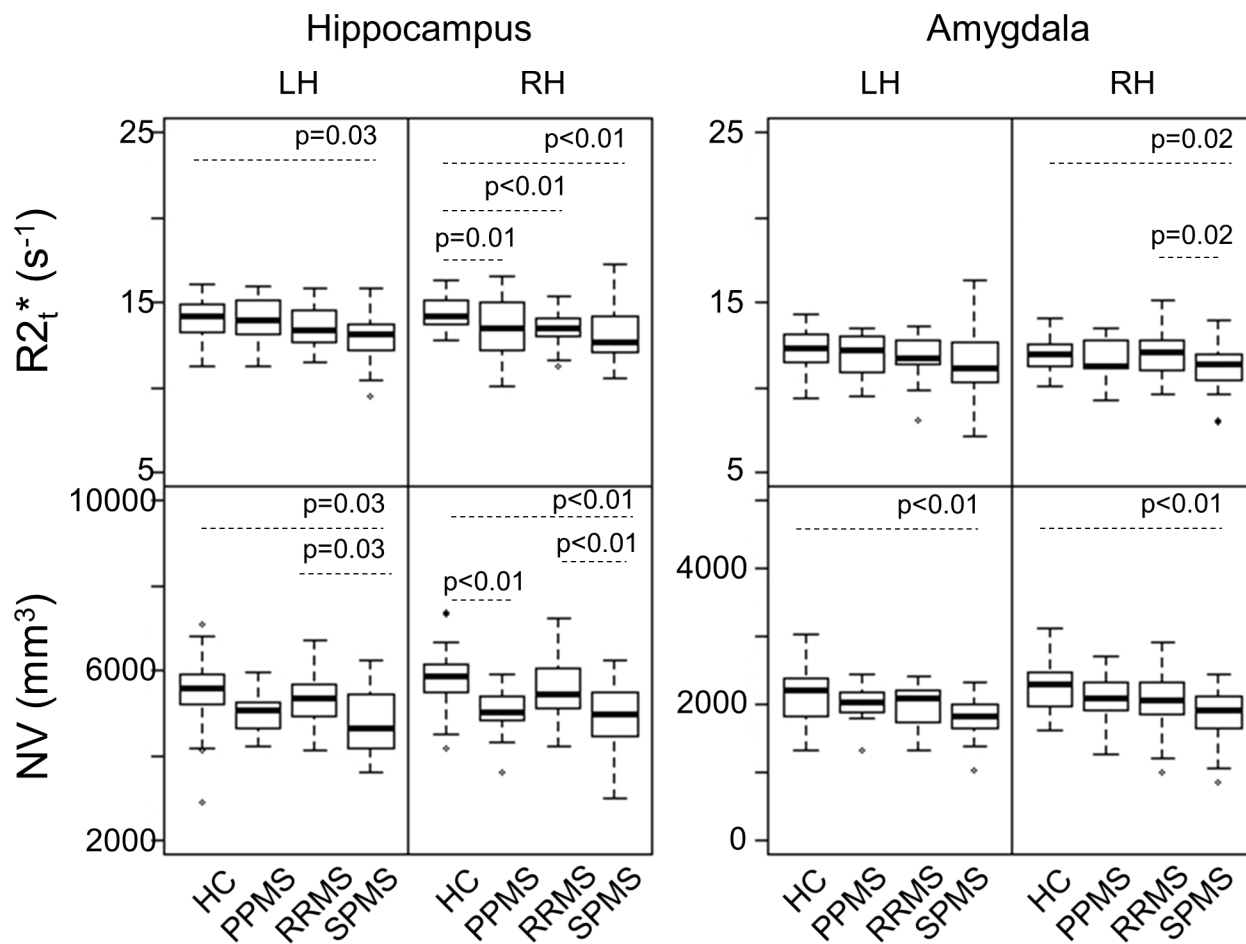 Hippocampus Amygdala
LH RH LH RH
R2t* (s-1)
25
15
5
p=0.03
p<0.01
p<0.01
p=0.01
25
15
5
p=0.02
p=0.02
NV (mm3)
10000
6000
2000
p=0.03
p=0.03
p<0.01
p<0.01
p<0.01
4000
2000
0
p<0.01
p<0.01
HC PPMS RRMS SPMS HC PPMS RRMS SPMS HC PPMS RRMS SPMS HC PPMS RRMS SPMS